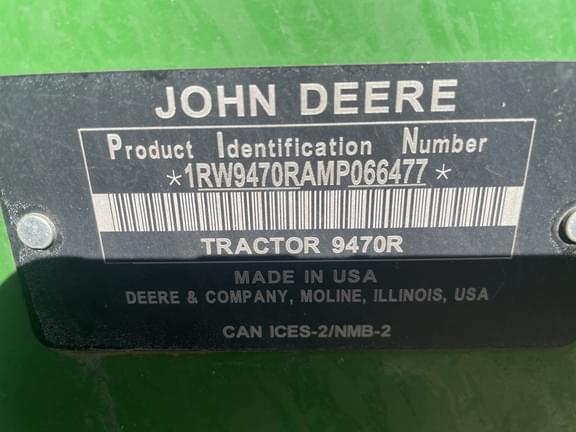 JOHN DEERE
Product Identification Number
*1RW9470RAMP066477*
TRACTOR 9470R
MADE IN USA
DEERE & COMPANY, MOLINE, ILLINOIS, USA
CAN ICES-2/NMB-2